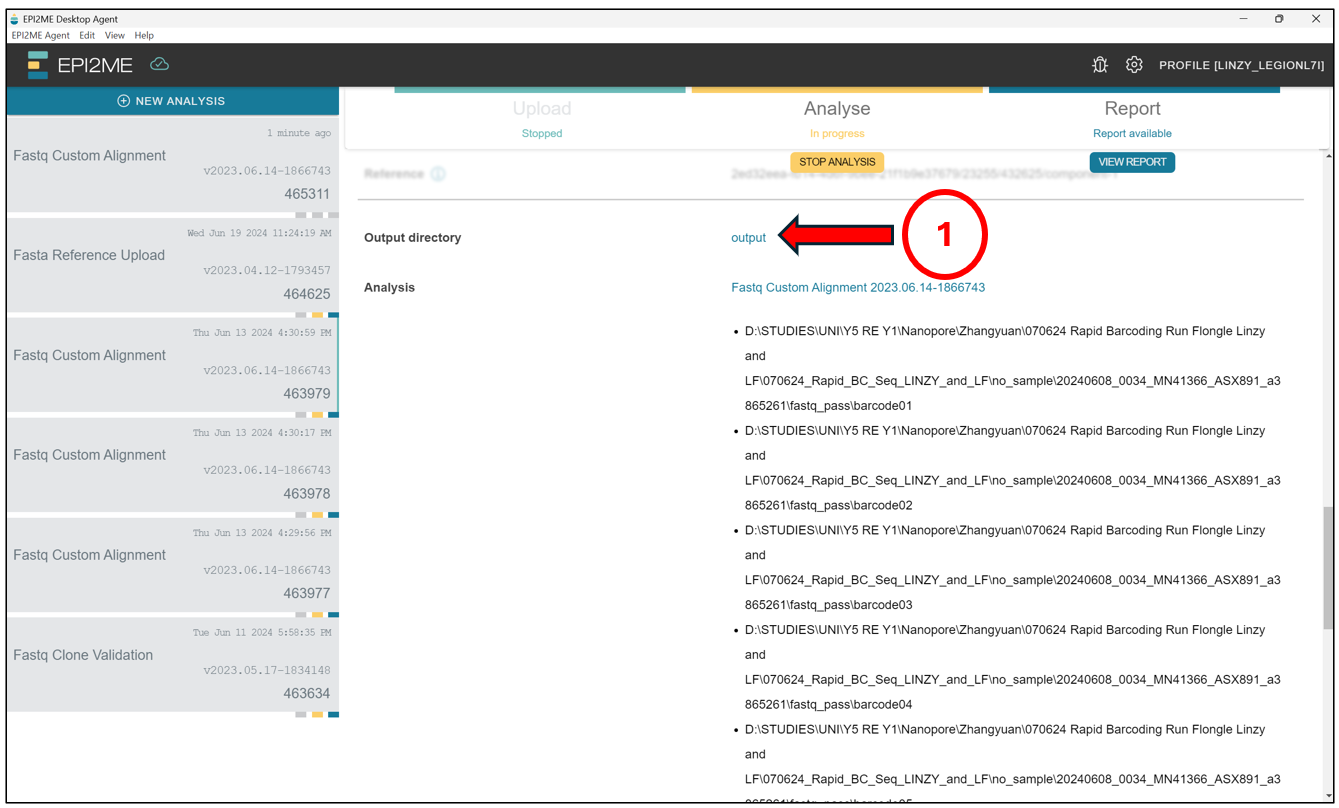 EPI2ME Desktop Agent
EPI2ME Agent Edit View Help
EPI2ME
PROFILE [LINZY_LEGIONL7I]
NEW ANALYSIS
1 minute ago
Fastq Custom Alignment
v2023.06.14-1866743
465311
Wed Jun 19 2024 11:24:19 AM
Fasta Reference Upload
v2023.04.12-1793457
464625
Thu Jun 13 2024 4:30:59 PM
Fastq Custom Alignment
v2023.06.14-1866743
463979
Thu Jun 13 2024 4:30:17 PM
Fastq Custom Alignment
v2023.06.14-1866743
463978
Thu Jun 13 2024 4:29:56 PM
Fastq Custom Alignment
v2023.06.14-1866743
463977
Tue Jun 11 2024 5:58:35 PM
Fastq Clone Validation
v2023.05.17-1834148
463634
Upload
Stopped
Analyse
In progress
STOP ANALYSIS
Report
Report available
VIEW REPORT
Reference
Output directory
output
1
Analysis
Fastq Custom Alignment 2023.06.14-1866743
• D:\STUDIES\UNI\Y5 RE Y1\Nanopore\Zhangyuan\070624 Rapid Barcoding Run Flongle Linzy
and
LF\070624_Rapid_BC_Seq_LINZY_and_LF\no_sample\20240608_0034_MN41366_ASX891_a3
865261\fastq_pass\barcode01
• D:\STUDIES\UNI\Y5 RE Y1\Nanopore\Zhangyuan\070624 Rapid Barcoding Run Flongle Linzy
and
LF\070624_Rapid_BC_Seq_LINZY_and_LF\no_sample\20240608_0034_MN41366_ASX891_a3
865261\fastq_pass\barcode02
• D:\STUDIES\UNI\Y5 RE Y1\Nanopore\Zhangyuan\070624 Rapid Barcoding Run Flongle Linzy
and
LF\070624_Rapid_BC_Seq_LINZY_and_LF\no_sample\20240608_0034_MN41366_ASX891_a3
865261\fastq_pass\barcode03
• D:\STUDIES\UNI\Y5 RE Y1\Nanopore\Zhangyuan\070624 Rapid Barcoding Run Flongle Linzy
and
LF\070624_Rapid_BC_Seq_LINZY_and_LF\no_sample\20240608_0034_MN41366_ASX891_a3
865261\fastq_pass\barcode04
• D:\STUDIES\UNI\Y5 RE Y1\Nanopore\Zhangyuan\070624 Rapid Barcoding Run Flongle Linzy
and
LF\070624_Rapid_BC_Seq_LINZY_and_LF\no_sample\20240608_0034_MN41366_ASX891_a3